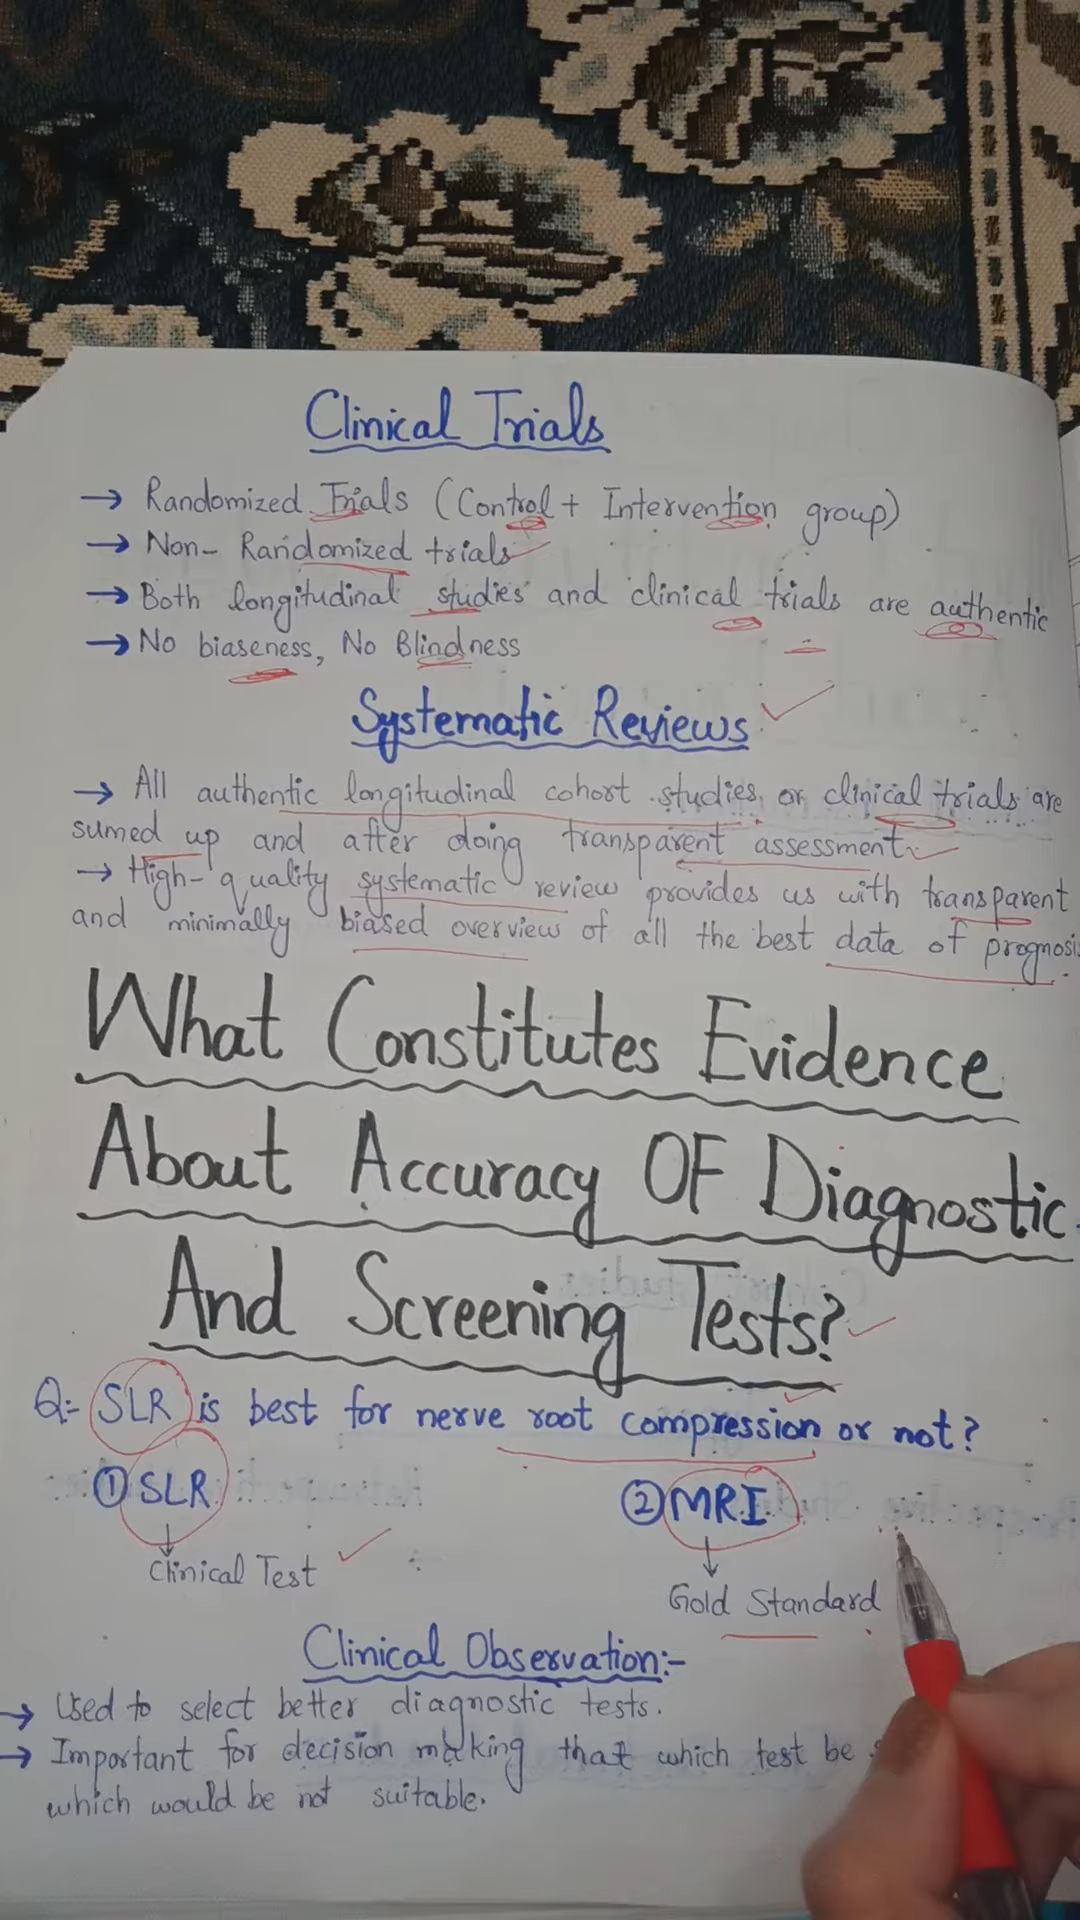 Clinical Trials
→ Randomized Trials (Control + Intervention group)
→ Non-Randomized trials
→ Both longitudinal studies and clinical trials are authentic
→ No biaseness, No Blindness
Systematic Reviews
→ All authentic longitudinal cohort studies or clinical trials are
sumed up and after doing transparent assessment.
→ High-quality systematic review provides us with transparent
and minimally biased overview of all the best data of prognosi
What Constitutes Evidence
About Accuracy OF Diagnostic
And Screening Tests?
Q:- SLR is best for nerve root compression or not?
① SLR ② MRI
↓ ↓
Clinical Test Gold Standard
Clinical Observation:-
→ Used to select better diagnostic tests.
→ Important for decision making that which test be
which would be not suitable.